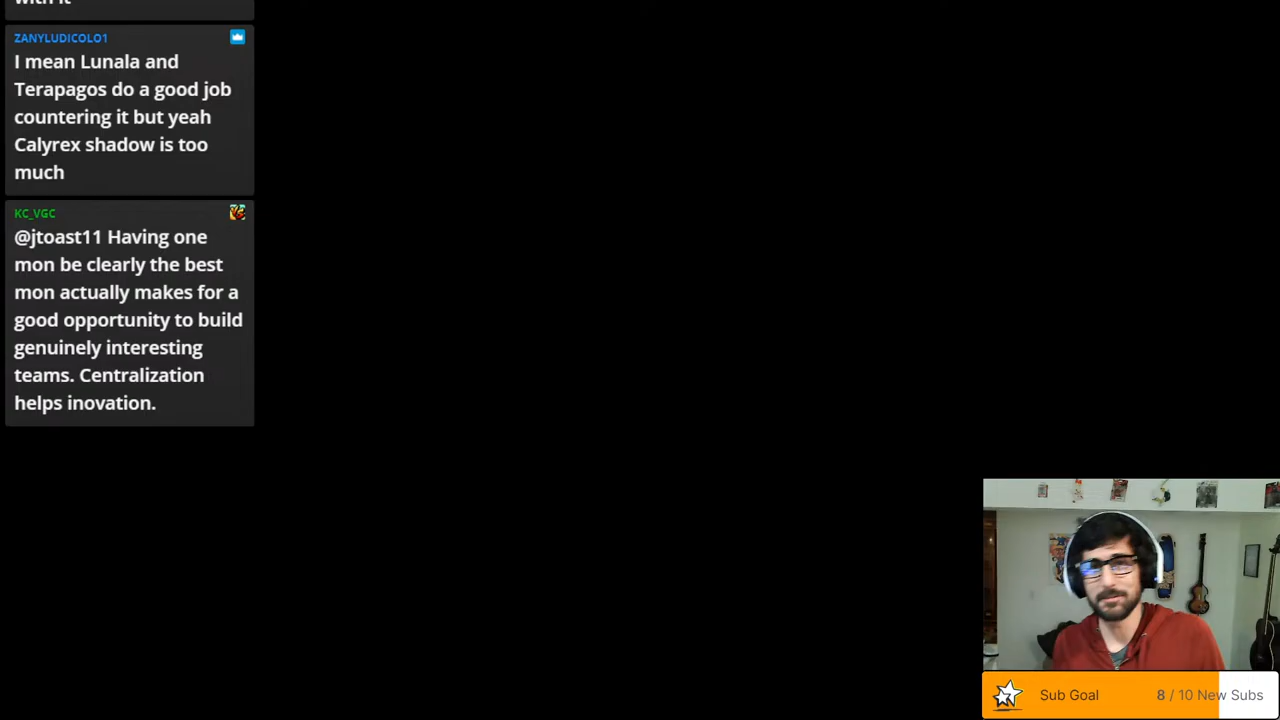 with it
ZANYLUDICOLO1
I mean Lunala and
Terapagos do a good job
countering it but yeah
Calyrex shadow is too
much
KC_VGC
@jtoast11 Having one
mon be clearly the best
mon actually makes for a
good opportunity to build
genuinely interesting
teams. Centralization
helps inovation.
Sub Goal
8 / 10 New Subs